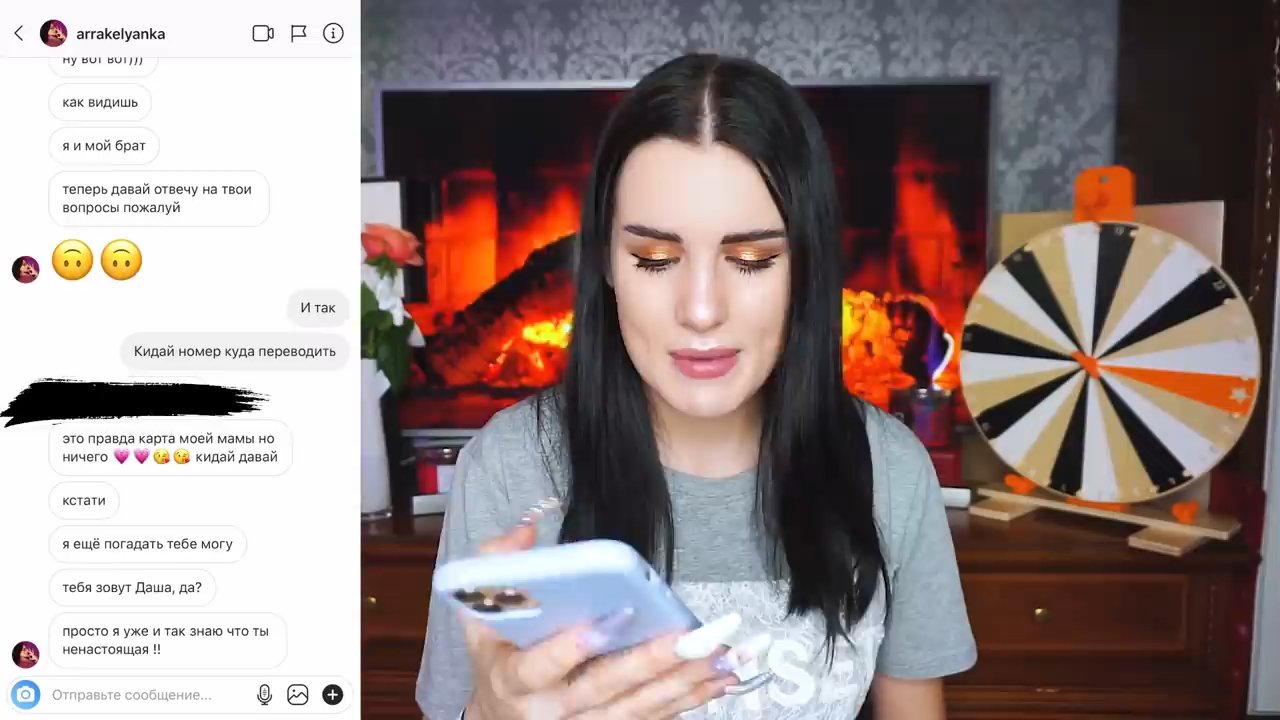 arrakelyanka
ну вот вот)))
как видишь
я и мой брат
теперь давай отвечу на твои
вопросы пожалуй
И так
Кидай номер куда переводить
это правда карта моей мамы но
ничего 💗💗😘😘 кидай давай
кстати
я ещё погадать тебе могу
тебя зовут Даша, да?
просто я уже и так знаю что ты
ненастоящая !!
Отправьте сообщение...